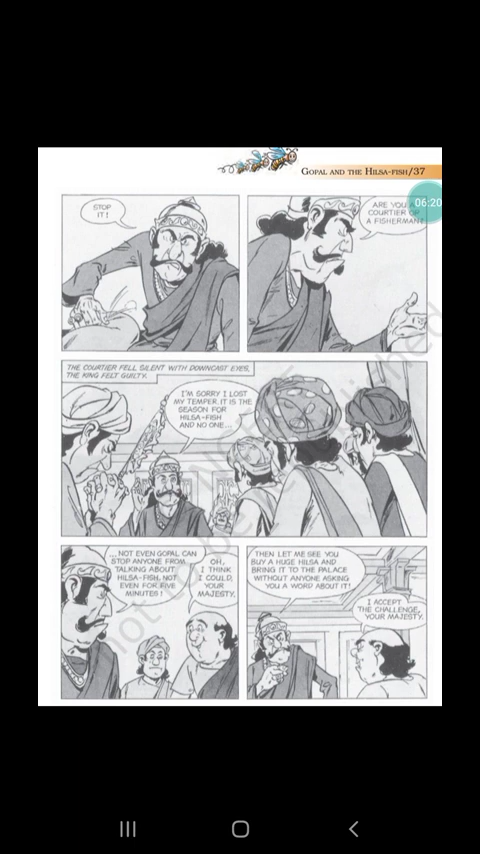 GOPAL AND THE HILSA-FISH/37
STOP
IT!
ARE YOU A
COURTIER OR
A FISHERMAN?
06:20
THE COURTIER FELL SILENT WITH DOWNCAST EYES.
THE KING FELT GUILTY.
I'M SORRY I LOST
MY TEMPER. IT IS THE
SEASON FOR
HILSA-FISH
AND NO ONE...
...NOT EVEN GOPAL CAN
STOP ANYONE FROM
TALKING ABOUT
HILSA-FISH. NOT
EVEN FOR FIVE
MINUTES!
OH,
I THINK
I COULD,
YOUR
MAJESTY.
THEN LET ME SEE YOU
BUY A HUGE HILSA AND
BRING IT TO THE PALACE
WITHOUT ANYONE ASKING
YOU A WORD ABOUT IT!
I ACCEPT
THE CHALLENGE,
YOUR MAJESTY.